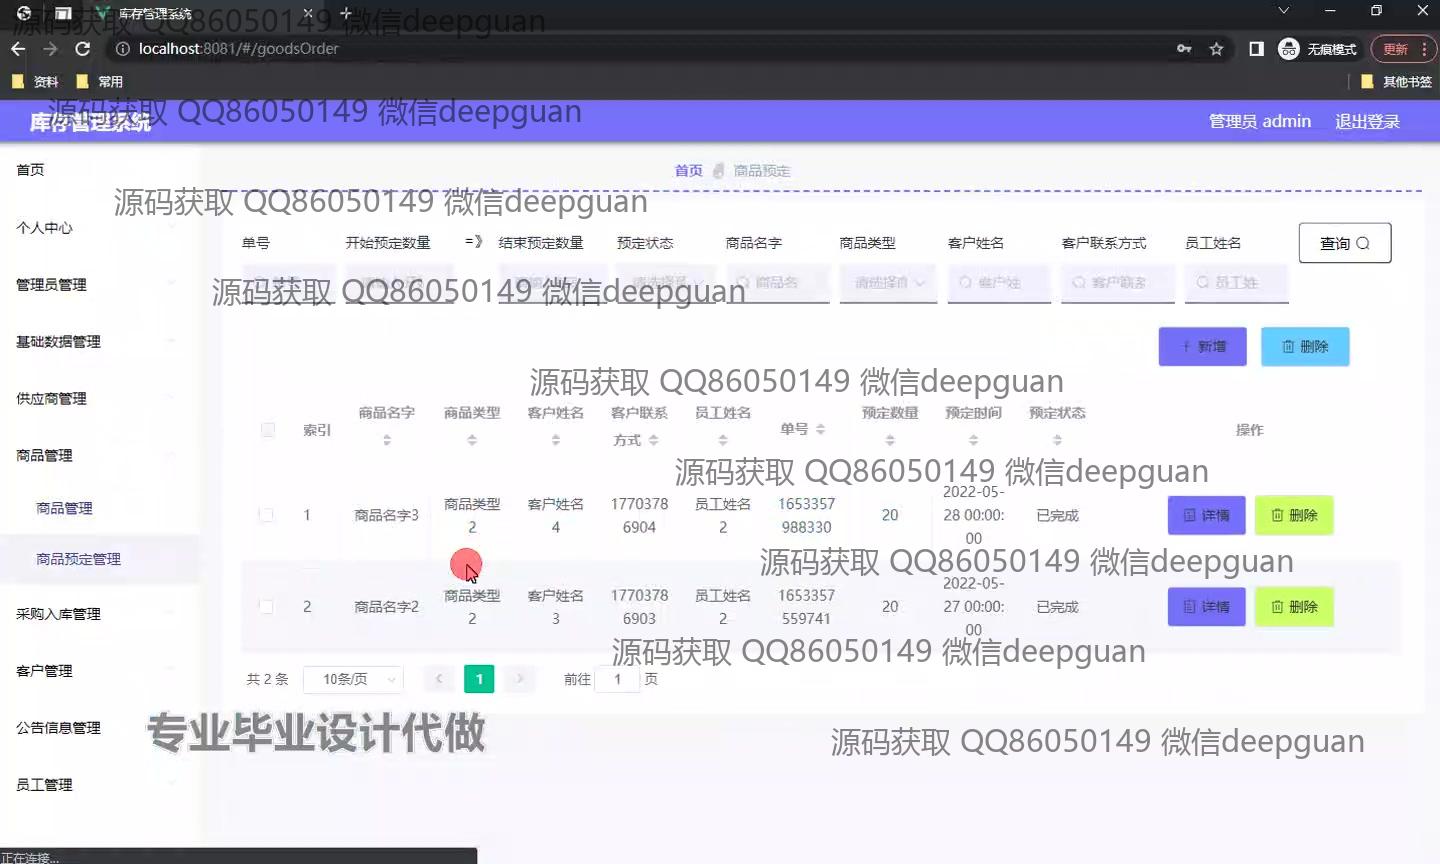 库存管理系统
源码获取 QQ86050149 微信deepguan
localhost:8081/#/goodsOrder
无痕模式
更新
资料
常用
其他书签
源码获取 QQ86050149 微信deepguan
库存管理系统
管理员 admin
退出登录
首页
首页
商品预定
源码获取 QQ86050149 微信deepguan
个人中心
单号
开始预定数量
=》
结束预定数量
预定状态
商品名字
商品类型
客户姓名
客户联系方式
员工姓名
查询
管理员管理
源码获取 QQ86050149 微信deepguan
商品名
请选择商
客户姓
客户联系
员工姓
基础数据管理
新增
删除
源码获取 QQ86050149 微信deepguan
供应商管理
索引
商品名字
商品类型
客户姓名
客户联系
方式
员工姓名
单号
预定数量
预定时间
预定状态
操作
商品管理
源码获取 QQ86050149 微信deepguan
商品管理
1
商品名字3
商品类型
2
客户姓名
4
1770378
6904
员工姓名
2
1653357
988330
20
2022-05-
28 00:00:
00
已完成
详情
删除
商品预定管理
源码获取 QQ86050149 微信deepguan
采购入库管理
2
商品名字2
商品类型
2
客户姓名
3
1770378
6903
员工姓名
2
1653357
559741
20
2022-05-
27 00:00:
00
已完成
详情
删除
源码获取 QQ86050149 微信deepguan
客户管理
共 2 条
10条/页
1
前往
1
页
公告信息管理
专业毕业设计代做
源码获取 QQ86050149 微信deepguan
员工管理
正在连接...